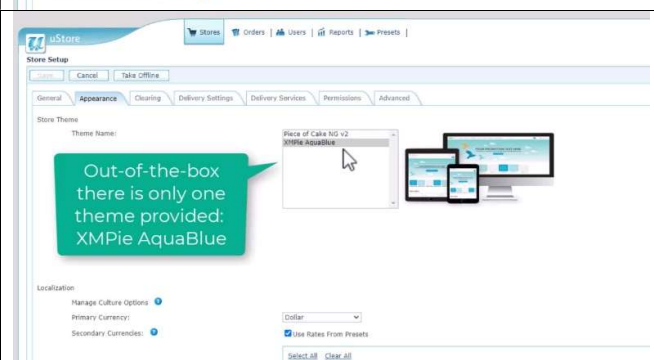 uStore
Stores
Orders
Users
Reports
Presets
Store Setup
Save
Cancel
Take Offline
General
Appearance
Clearing
Delivery Settings
Delivery Services
Permissions
Advanced
Store Theme
Theme Name:
Piece of Cake NG v2
XMPie AquaBlue
Out-of-the-box
there is only one
theme provided:
XMPie AquaBlue
Localization
Manage Culture Options
Primary Currency:
Dollar
Secondary Currencies:
Use Rates From Presets
Select All
Clear All